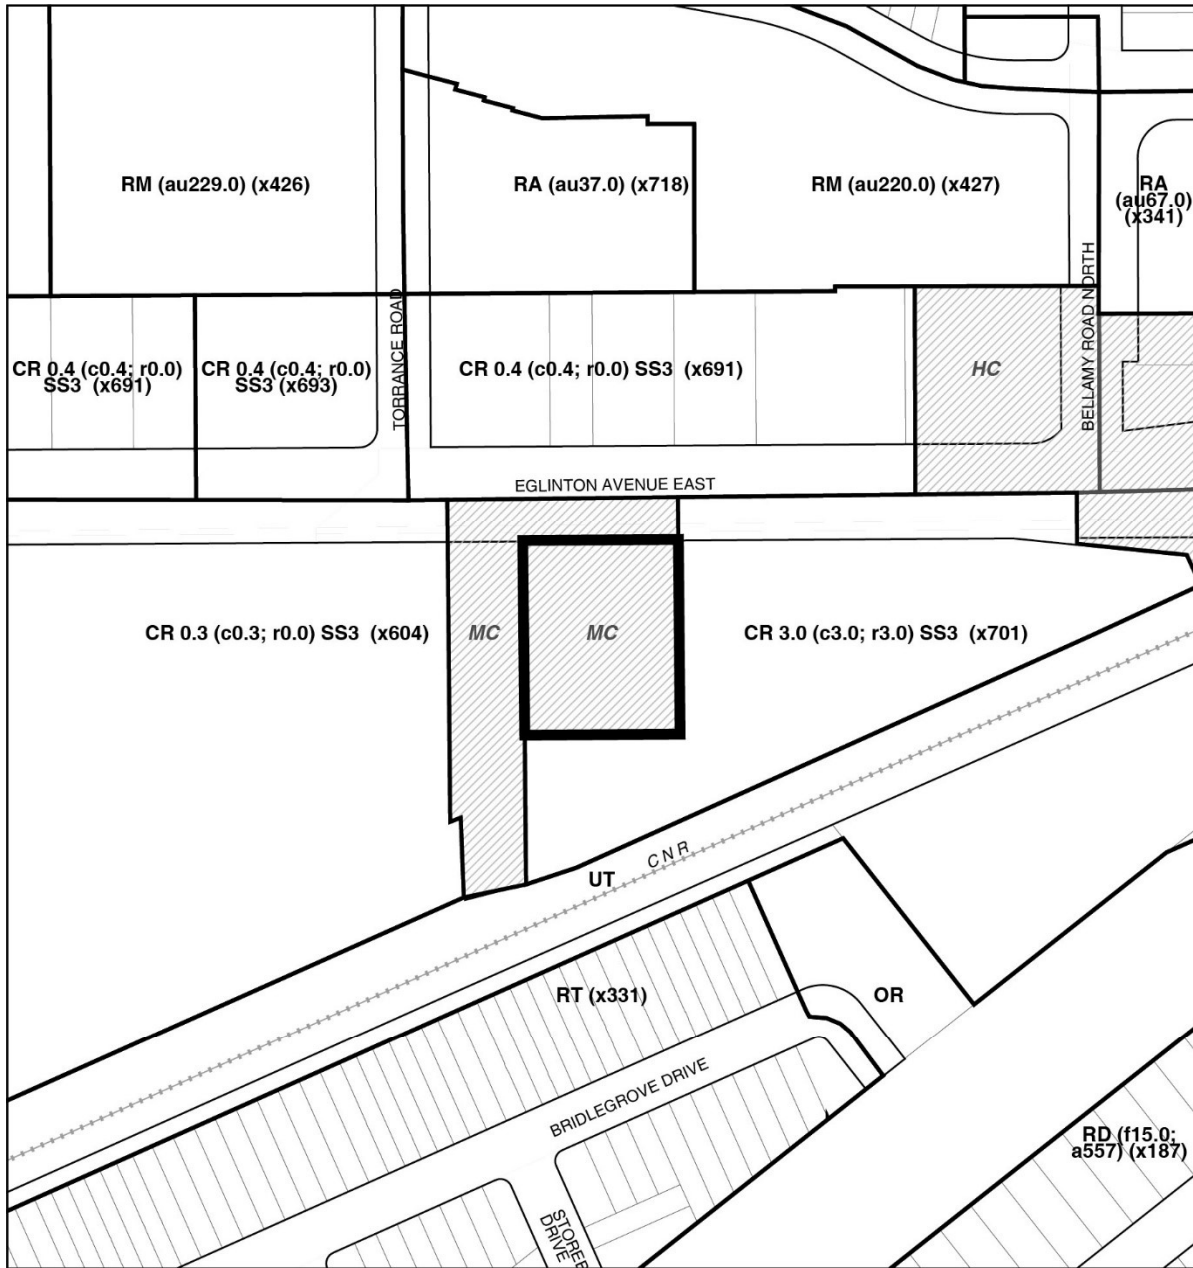 RM (au229.0) (x426)
RA (au37.0) (x718)
RM (au220.0) (x427)
RA
(au67.0)
(x341)
TORRANCE ROAD
BELLAMY ROAD NORTH
CR 0.4 (c0.4; r0.0)
SS3 (x691)
CR 0.4 (c0.4; r0.0)
SS3 (x693)
CR 0.4 (c0.4; r0.0) SS3 (x691)
HC
EGLINTON AVENUE EAST
CR 0.3 (c0.3; r0.0) SS3 (x604)
MC
MC
CR 3.0 (c3.0; r3.0) SS3 (x701)
CNR
UT
RT (x331)
OR
BRIDLEGROVE DRIVE
RD (f15.0;
a557) (x187)
STOREE
DRIVE